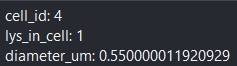 cell_id: 4
lys_in_cell: 1
diameter_um: 0.550000011920929